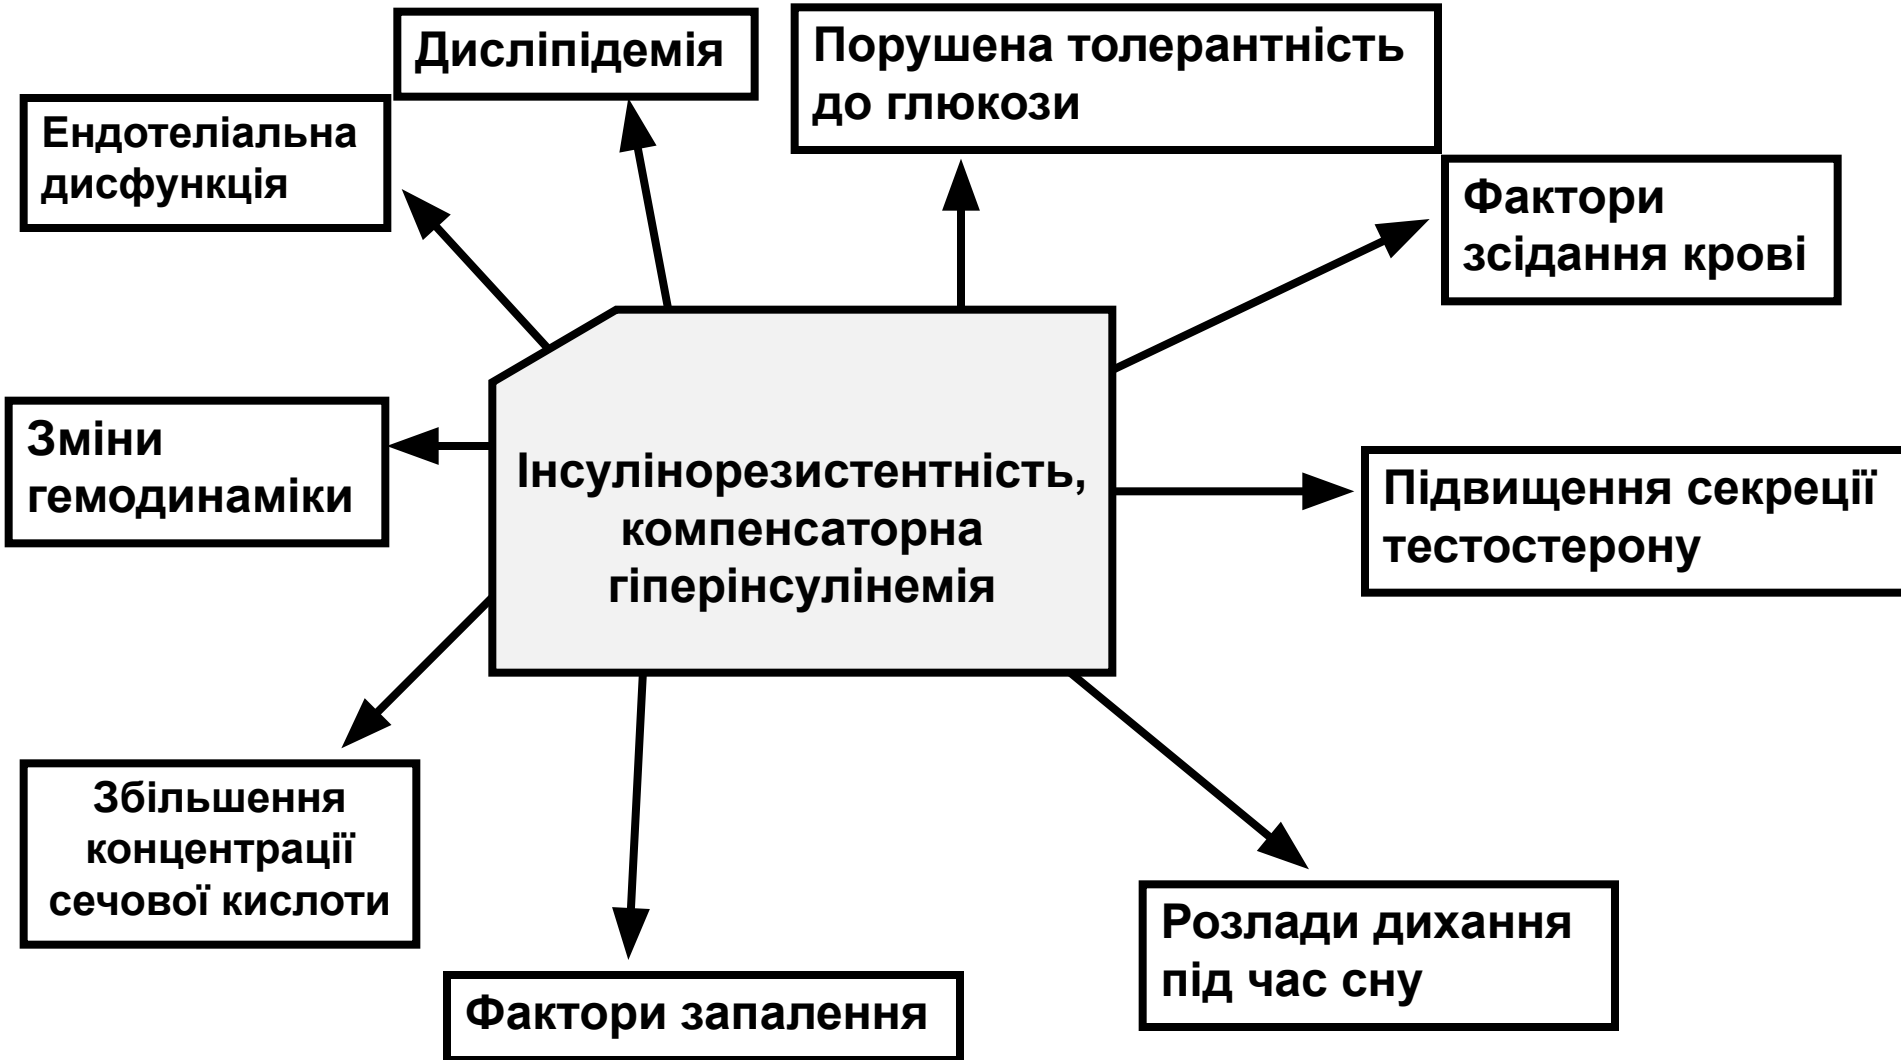 Дисліпідемія
Порушена толерантність
до глюкози
Ендотеліальна
дисфункція
Фактори
зсідання крові
Зміни
гемодинаміки
Інсулінорезистентність,
компенсаторна
гіперінсулінемія
Підвищення секреції
тестостерону
Збільшення
концентрації
сечової кислоти
Розлади дихання
під час сну
Фактори запалення